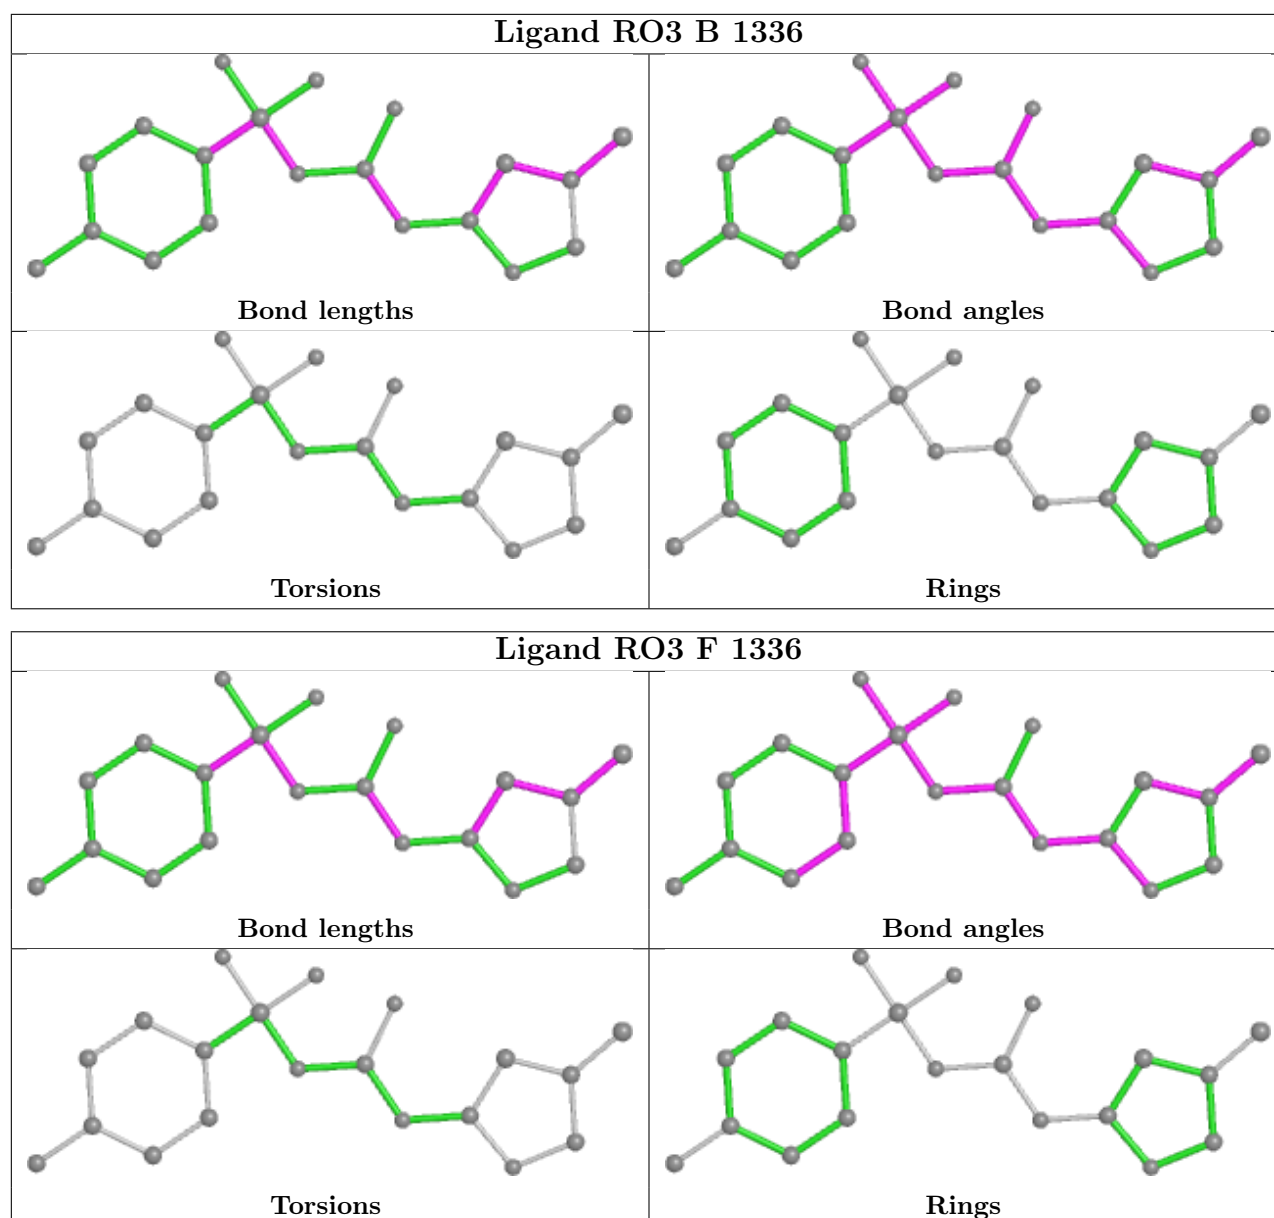 Ligand RO3 B 1336
Bond lengths
Bond angles
Torsions
Rings
Ligand RO3 F 1336
Bond lengths
Bond angles
Torsions
Rings